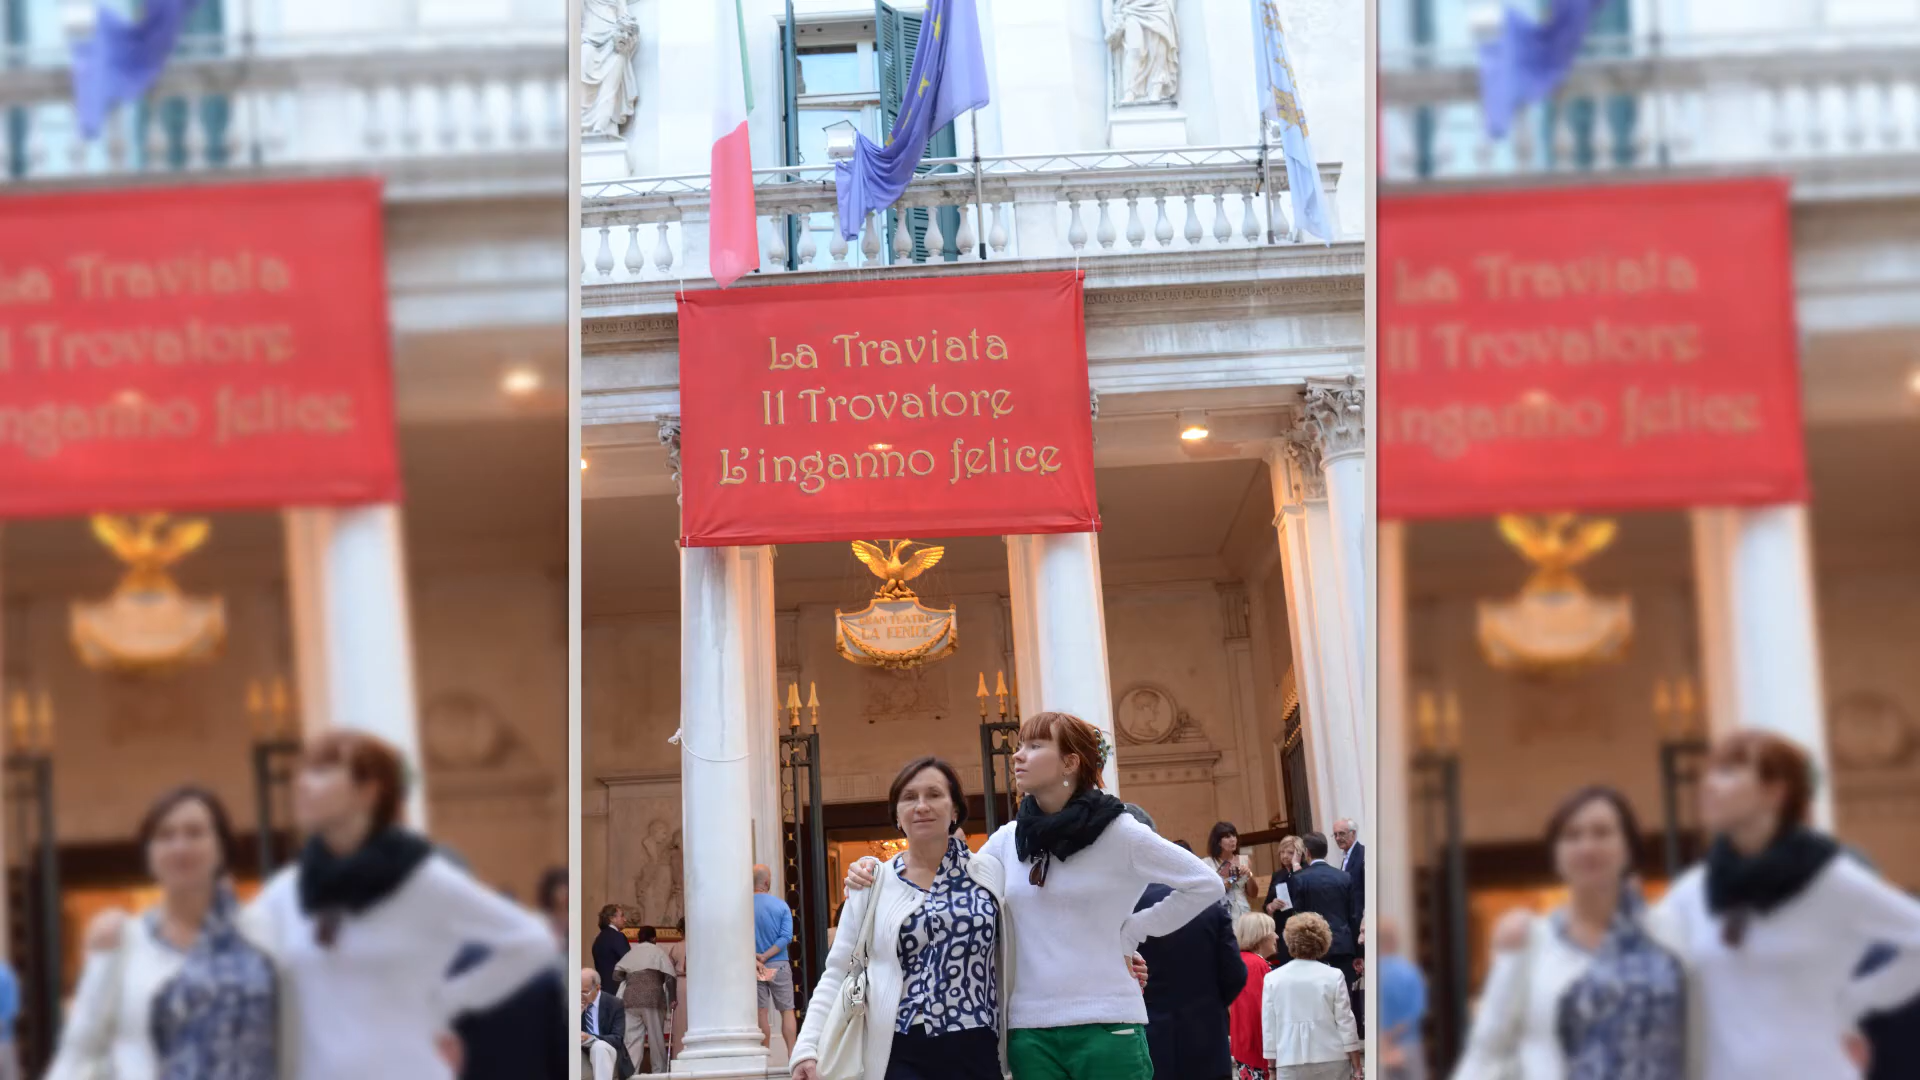 La Traviata
Il Trovatore
L'inganno felice
GRAN TEATRO
LA FENICE